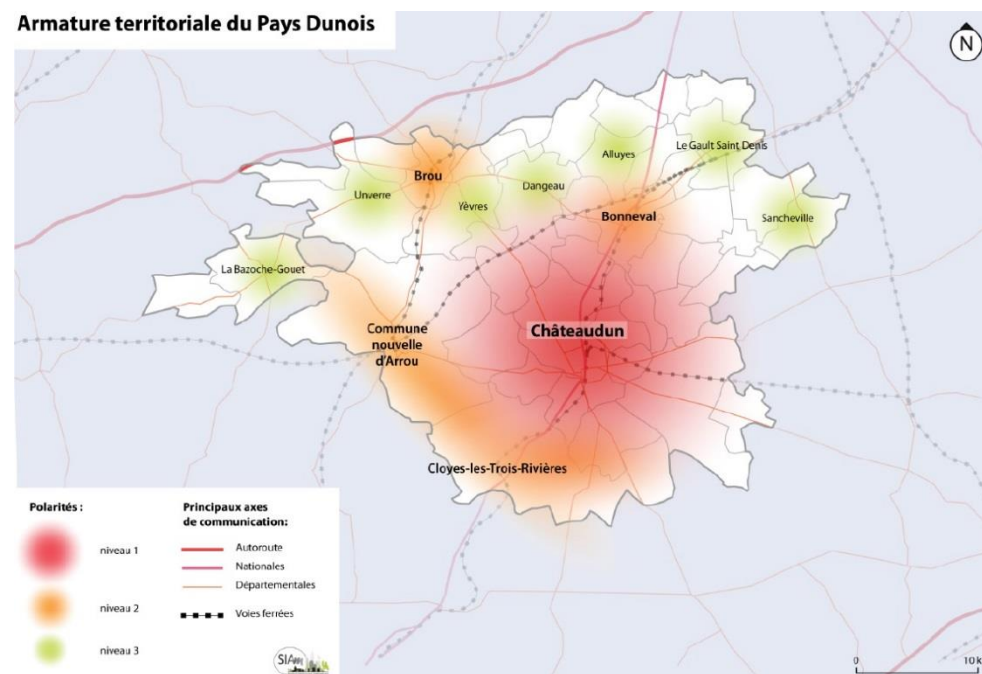 Armature territoriale du Pays Dunois
N
Le Gault Saint Denis
Alluyes
Brou
Dangeau
Unverre
Yèvres
Bonneval
Sancheville
La Bazoche-Gouet
Commune
nouvelle
d'Arrou
Châteaudun
Cloyes-les-Trois-Rivières
Polarités :
niveau 1
niveau 2
niveau 3
Principaux axes
de communication:
Autoroute
Nationales
Départementales
Voies ferrées
SIAm
0
10 k